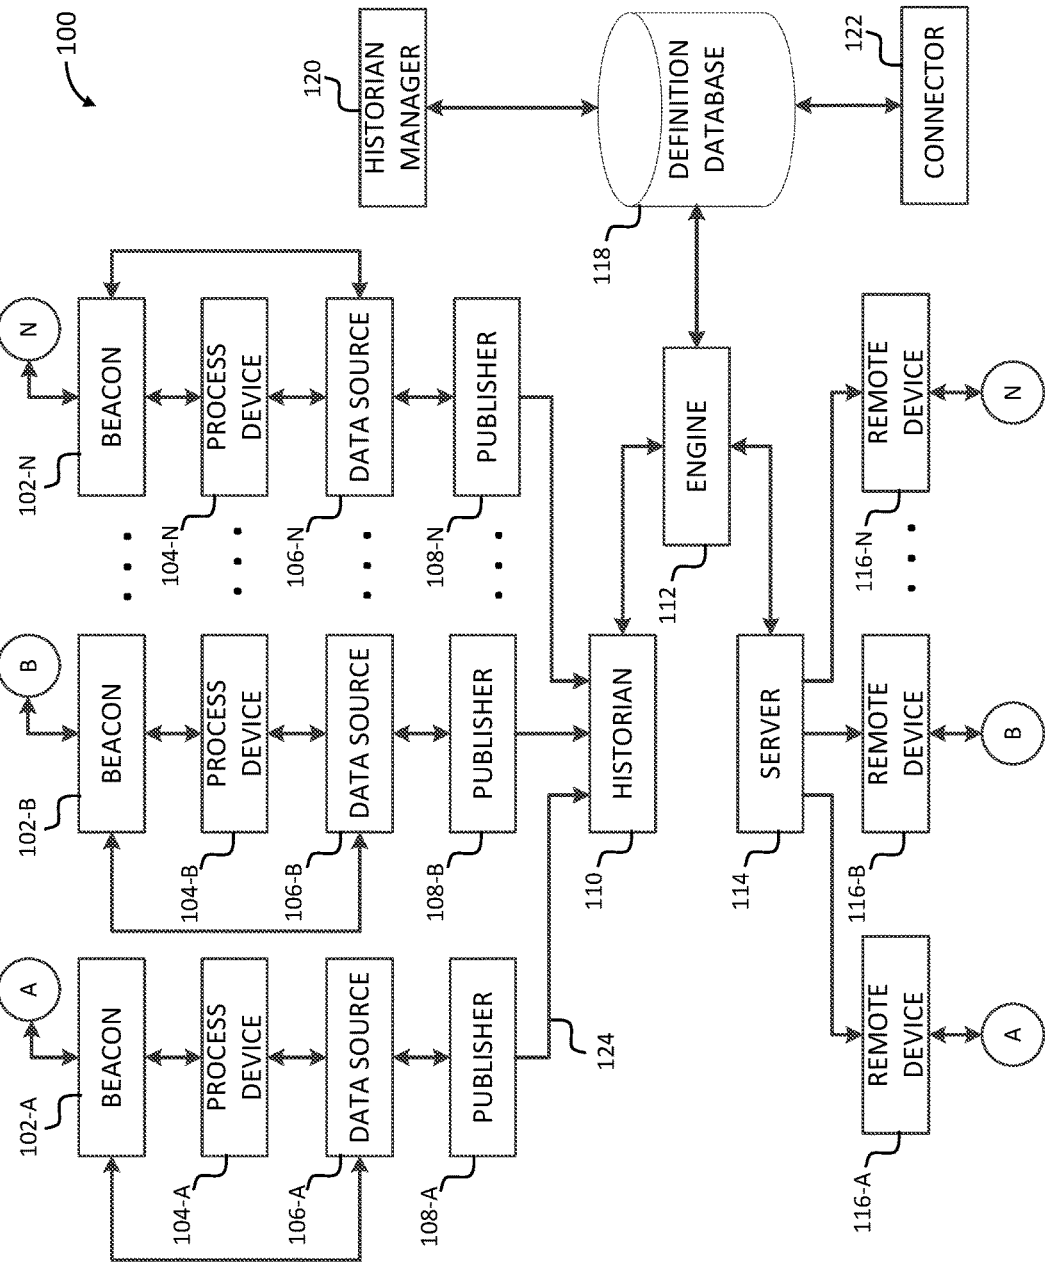 100
A
B
N
102-A
BEACON
102-B
BEACON
102-N
BEACON
104-A
PROCESS
DEVICE
104-B
PROCESS
DEVICE
104-N
PROCESS
DEVICE
106-A
DATA SOURCE
106-B
DATA SOURCE
106-N
DATA SOURCE
108-A
PUBLISHER
108-B
PUBLISHER
108-N
PUBLISHER
124
110
HISTORIAN
112
ENGINE
114
SERVER
116-A
REMOTE
DEVICE
116-B
REMOTE
DEVICE
116-N
REMOTE
DEVICE
A
B
N
120
HISTORIAN
MANAGER
118
DEFINITION
DATABASE
122
CONNECTOR